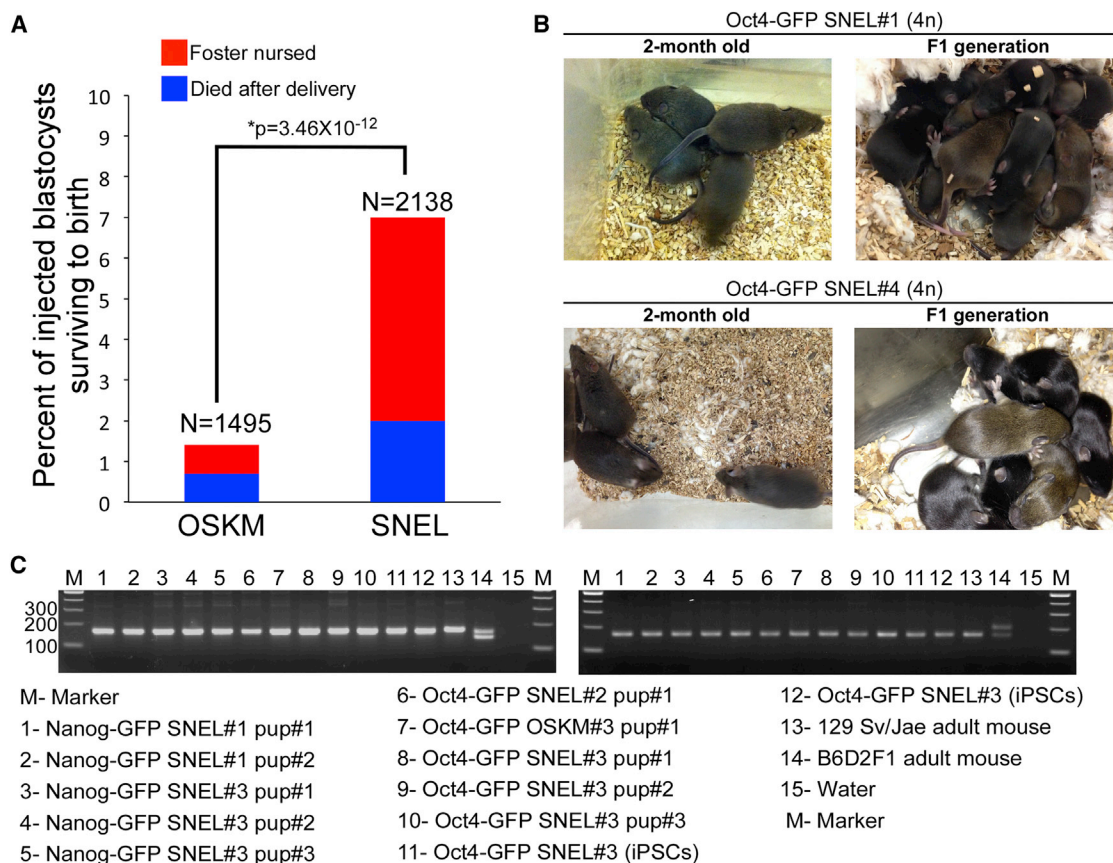 A
Foster nursed
Died after delivery
Percent of injected blastocysts
surviving to birth
10
9
8
7
6
5
4
3
2
1
0
*p=3.46X10-12
N=1495
N=2138
OSKM
SNEL
B
Oct4-GFP SNEL#1 (4n)
2-month old
F1 generation
Oct4-GFP SNEL#4 (4n)
2-month old
F1 generation
C
M 1 2 3 4 5 6 7 8 9 10 11 12 13 14 15 M
300
200
100
M 1 2 3 4 5 6 7 8 9 10 11 12 13 14 15 M
M- Marker
1- Nanog-GFP SNEL#1 pup#1
2- Nanog-GFP SNEL#1 pup#2
3- Nanog-GFP SNEL#3 pup#1
4- Nanog-GFP SNEL#3 pup#2
5- Nanog-GFP SNEL#3 pup#3
6- Oct4-GFP SNEL#2 pup#1
7- Oct4-GFP OSKM#3 pup#1
8- Oct4-GFP SNEL#3 pup#1
9- Oct4-GFP SNEL#3 pup#2
10- Oct4-GFP SNEL#3 pup#3
11- Oct4-GFP SNEL#3 (iPSCs)
12- Oct4-GFP SNEL#3 (iPSCs)
13- 129 Sv/Jae adult mouse
14- B6D2F1 adult mouse
15- Water
M- Marker